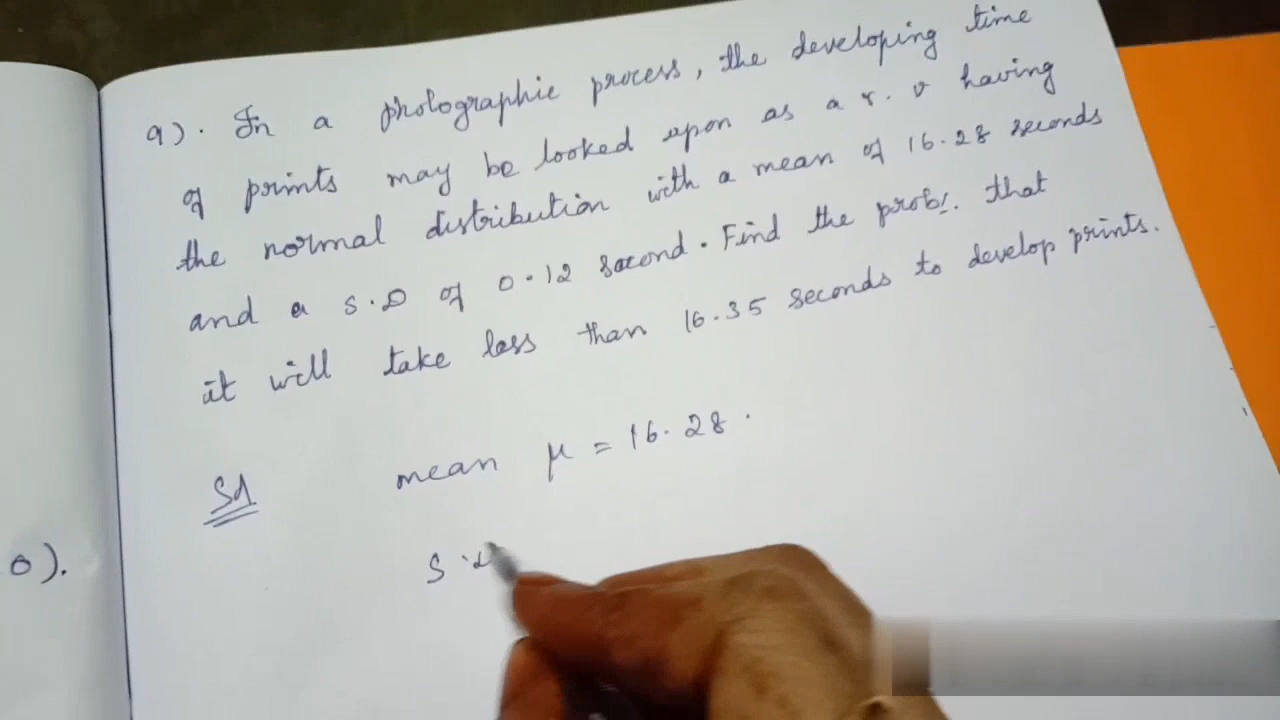 9). In a photographic process, the developing time
of prints may be looked upon as a r.v having
the normal distribution with a mean of 16.28 seconds
and a S.D of 0.12 second. Find the prob/. that
it will take less than 16.35 seconds to develop prints.
Sol
mean μ = 16.28.
0).
S.d